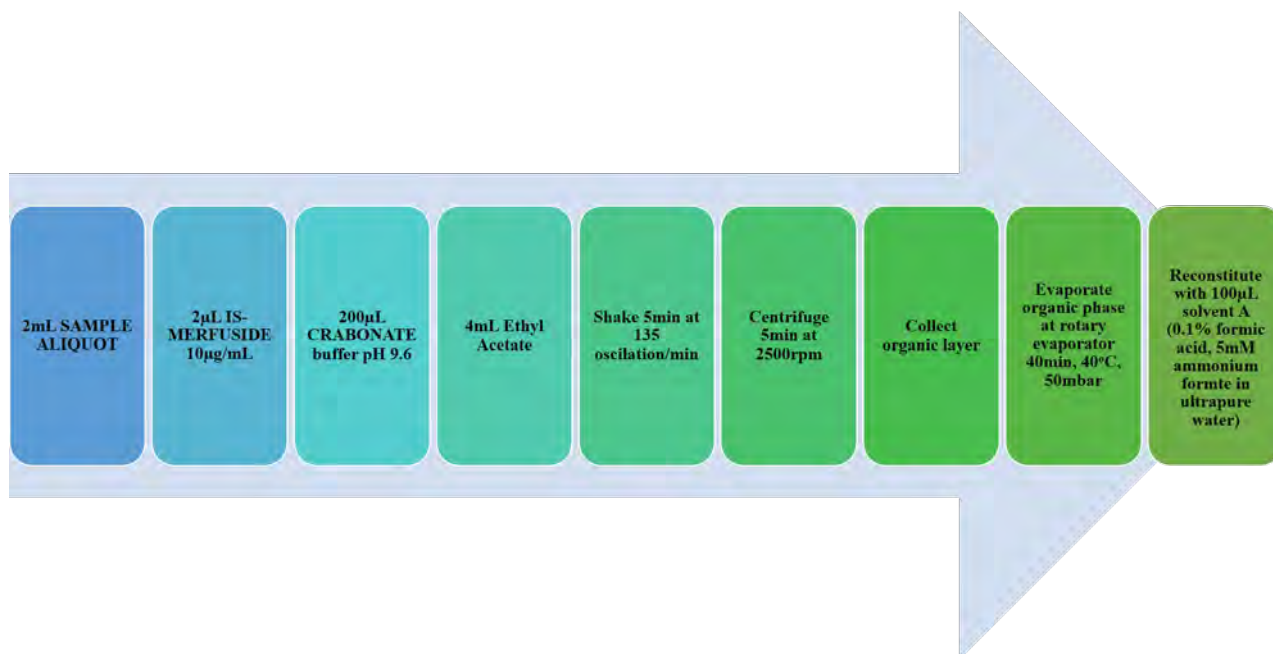 2mL SAMPLE
ALIQUOT
2µL IS-
MERFUSIDE
10µg/mL
200µL
CRABONATE
buffer pH 9.6
4mL Ethyl
Acetate
Shake 5min at
135
oscilation/min
Centrifuge
5min at
2500rpm
Collect
organic layer
Evaporate
organic phase
at rotary
evaporator
40min, 40°C,
50mbar
Reconstitute
with 100µL
solvent A
(0.1% formic
acid, 5mM
ammonium
formte in
ultrapure
water)